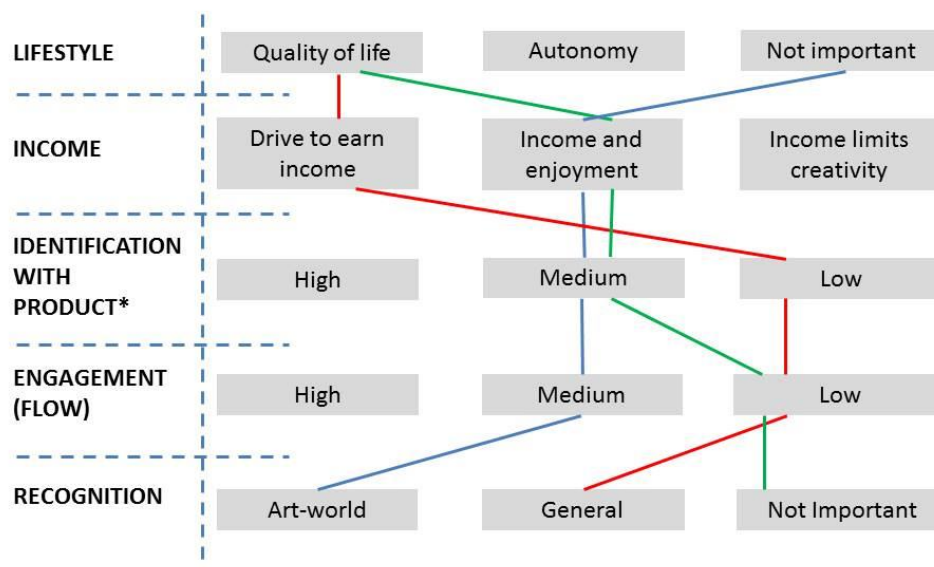 LIFESTYLE
Quality of life
Autonomy
Not important
INCOME
Drive to earn
income
Income and
enjoyment
Income limits
creativity
IDENTIFICATION
WITH
PRODUCT*
High
Medium
Low
ENGAGEMENT
(FLOW)
High
Medium
Low
RECOGNITION
Art-world
General
Not Important